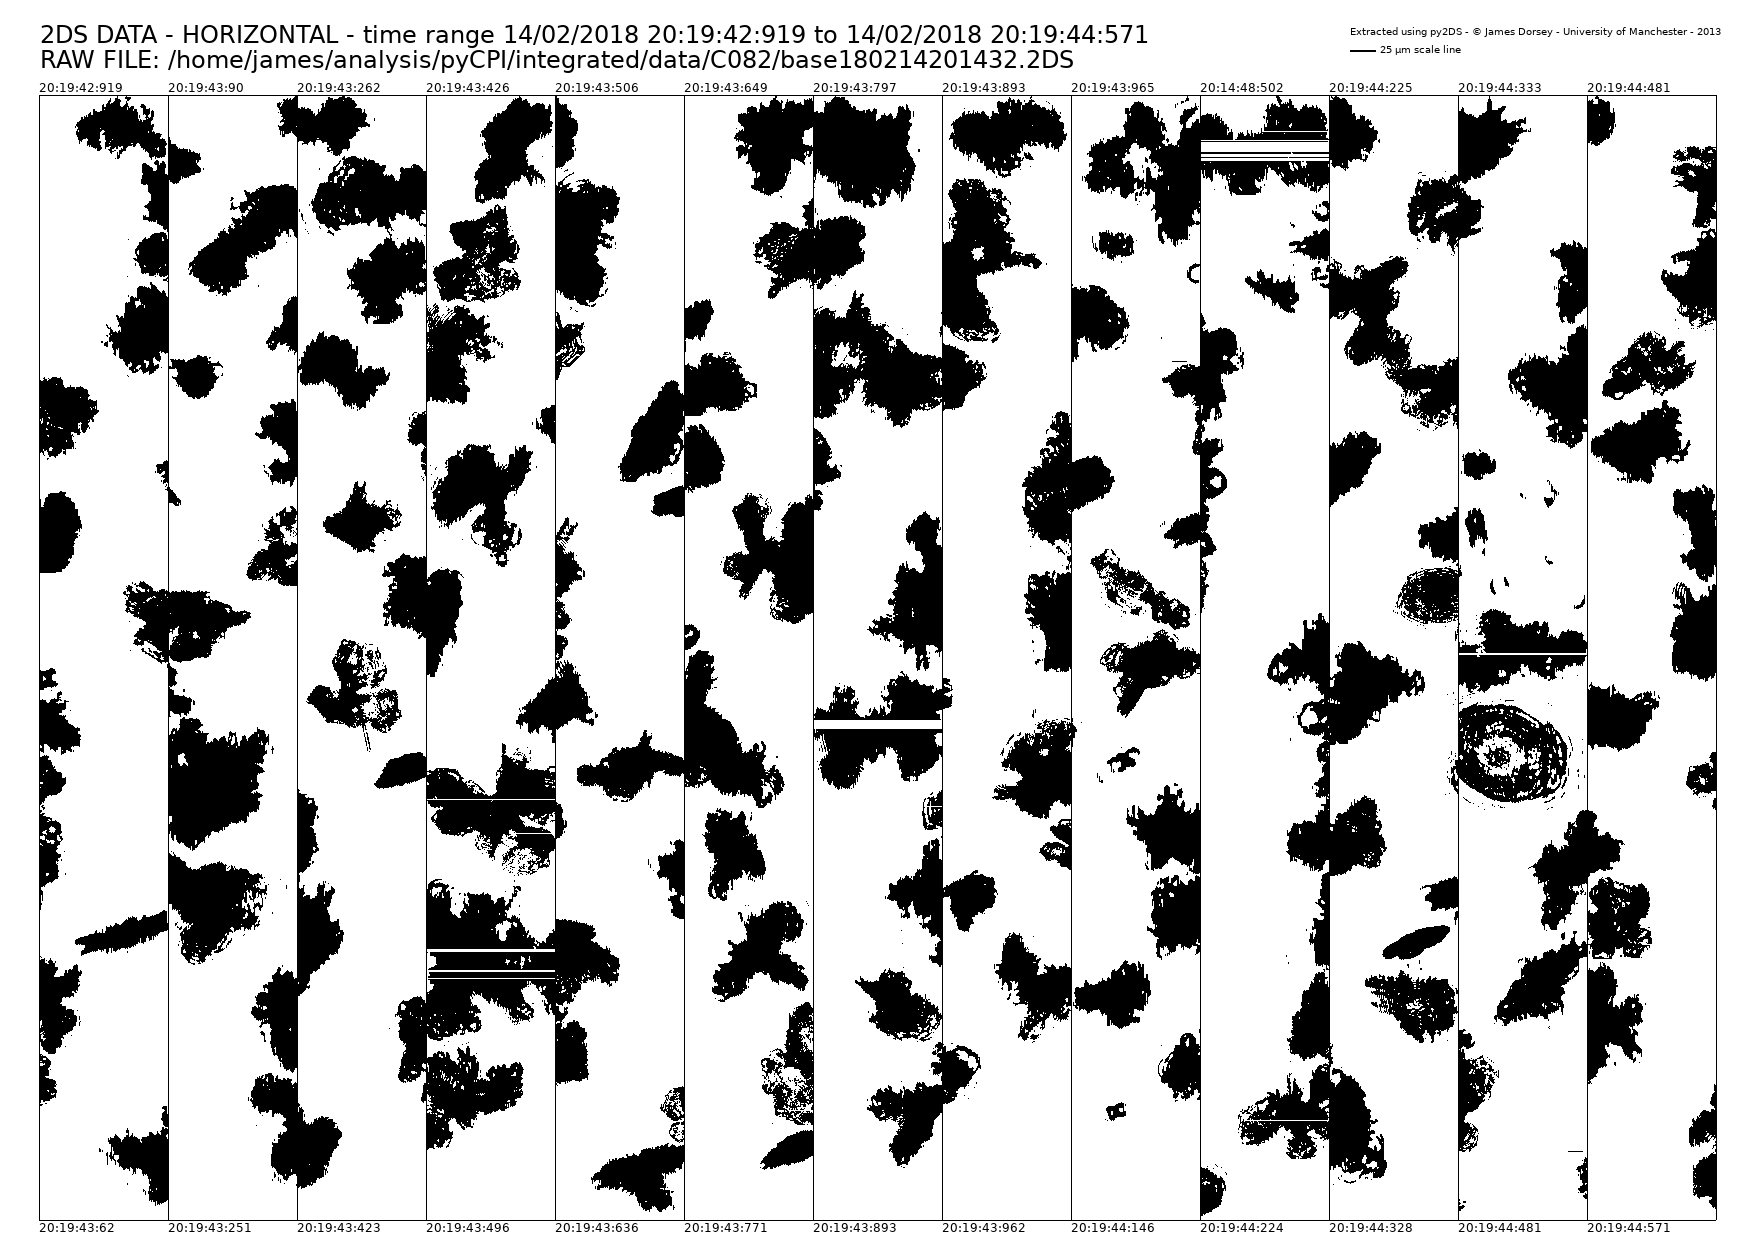 2DS DATA - HORIZONTAL - time range 14/02/2018 20:19:42:919 to 14/02/2018 20:19:44:571
RAW FILE: /home/james/analysis/pyCPI/integrated/data/C082/base180214201432.2DS
Extracted using py2DS - © James Dorsey - University of Manchester - 2013
25 µm scale line
20:19:42:919 20:19:43:90 20:19:43:262 20:19:43:426 20:19:43:506 20:19:43:649 20:19:43:797 20:19:43:893 20:19:43:965 20:14:48:502 20:19:44:225 20:19:44:333 20:19:44:481
20:19:43:62 20:19:43:251 20:19:43:423 20:19:43:496 20:19:43:636 20:19:43:771 20:19:43:893 20:19:43:962 20:19:44:146 20:19:44:224 20:19:44:328 20:19:44:481 20:19:44:571